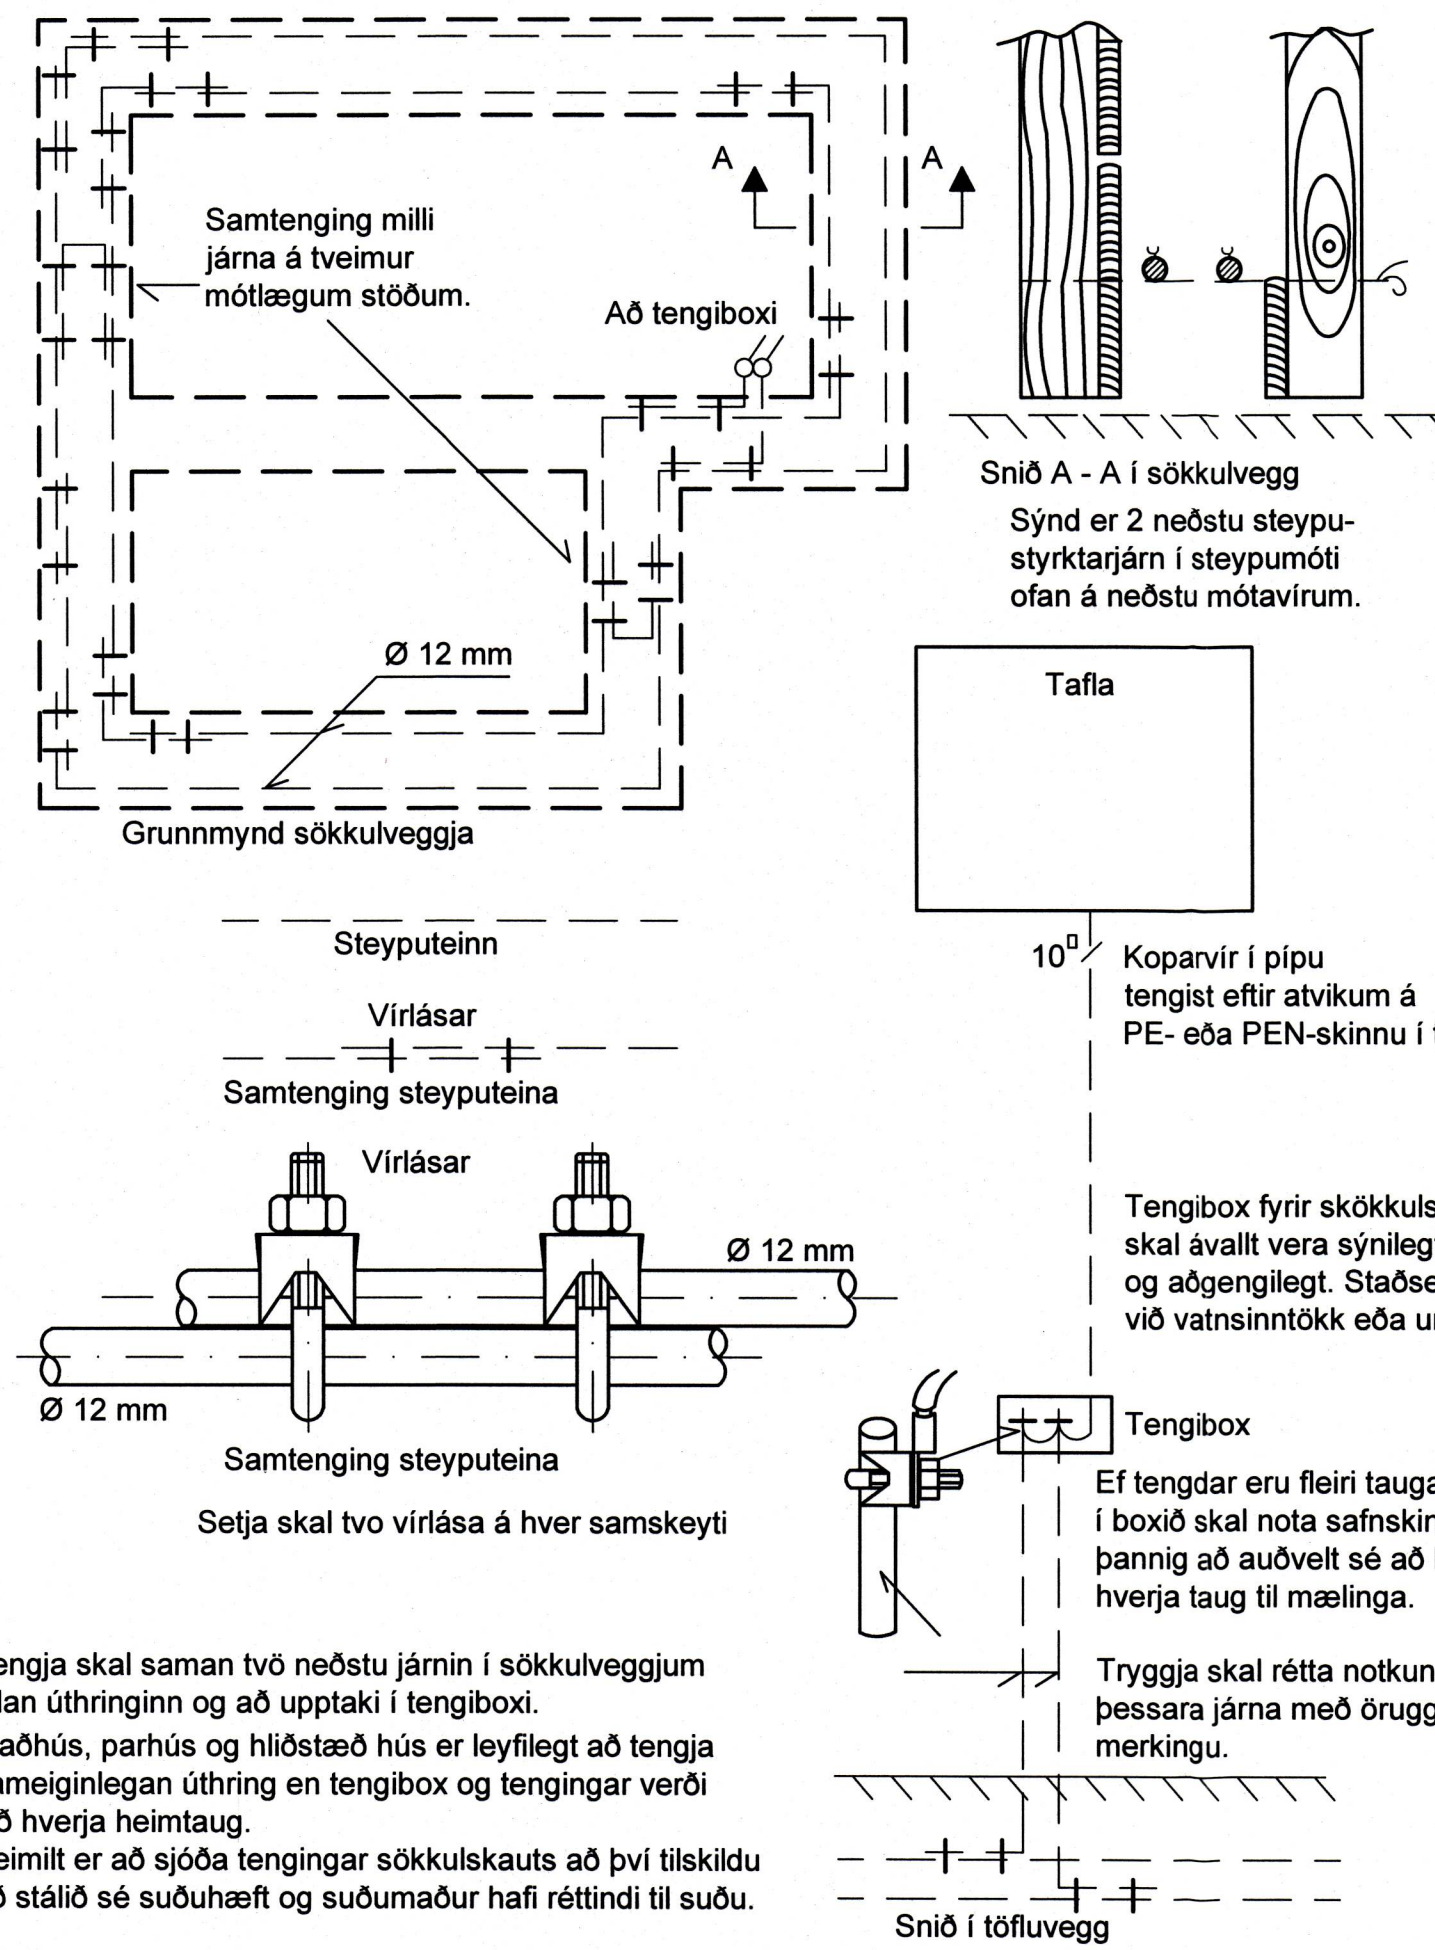 A
A
Samtenging milli
járna á tveimur
mótlægum stöðum.
Að tengiboxi
Ø 12 mm
Grunnmynd sökkulveggja
Snið A - A í sökkulvegg
Sýnd er 2 neðstu steypu-
styrktarjárn í steypumóti
ofan á neðstu mótavírum.
Steyputeinn
Vírlásar
Samtenging steyputeina
Vírlásar
Ø 12 mm
Ø 12 mm
Samtenging steyputeina
Setja skal tvo vírlása á hver samskeyti
Tafla
10
Koparvír í pípu
tengist eftir atvikum á
PE- eða PEN-skinnu í
Tengibox fyrir skökkuls
skal ávallt vera sýnileg
og aðgengilegt. Staðse
við vatnsinntökk eða
Tengibox
Ef tengdar eru fleiri tauga
í boxið skal nota safnskin
þannig að auðvelt sé að
hverja taug til mælinga.
Tryggja skal rétta notkun
þessara járna með örugg
merkingu.
Snið í töfluvegg
engja skal saman tvö neðstu járnin í sökkulveggjum
lan úthringinn og að upptaki í tengiboxi.
aðhús, parhús og hliðstæð hús er leyfilegt að tengja
ameiginlegan úthring en tengibox og tengingar verði
ð hverja heimtaug.
eimilt er að sjóða tengingar sökkulskauts að því tilskildu
ð stálið sé suðuhæft og suðumaður hafi réttindi til suðu.